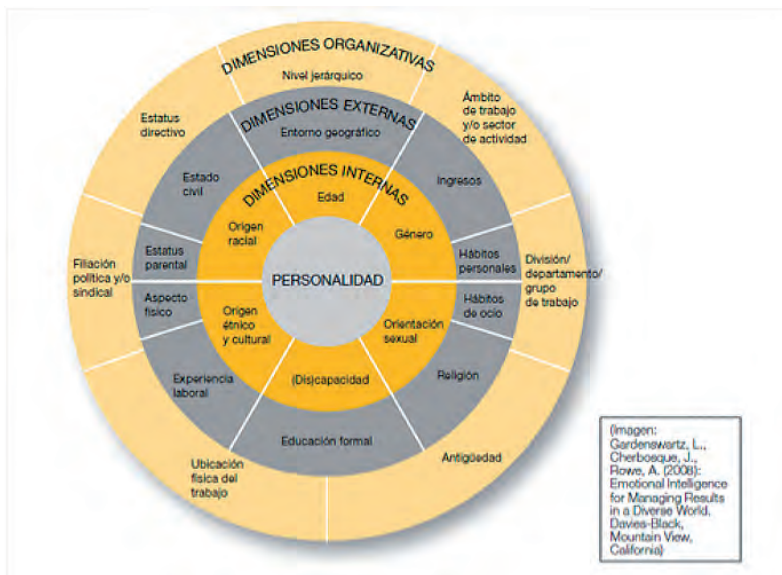 DIMENSIONES ORGANIZATIVAS
Nivel jerárquico
Ámbito
de trabajo
y/o sector
de actividad
División/
departamento/
grupo
de trabajo
Antigüedad
Ubicación
física del
trabajo
Filiación
política y/o
sindical
Estatus
directivo
DIMENSIONES EXTERNAS
Entorno geográfico
Ingresos
Hábitos
personales
Hábitos
de ocio
Religión
Educación formal
Experiencia
laboral
Aspecto
físico
Estatus
parental
Estado
civil
DIMENSIONES INTERNAS
Edad
Género
Orientación
sexual
(Dis)capacidad
Origen
étnico
y cultural
Origen
racial
PERSONALIDAD
(Imagen:
Gardenswartz, L.,
Cherbosque, J.,
Rowe, A. (2008):
Emotional Intelligence
for Managing Results
in a Diverse World.
Davies-Black,
Mountain View,
California)